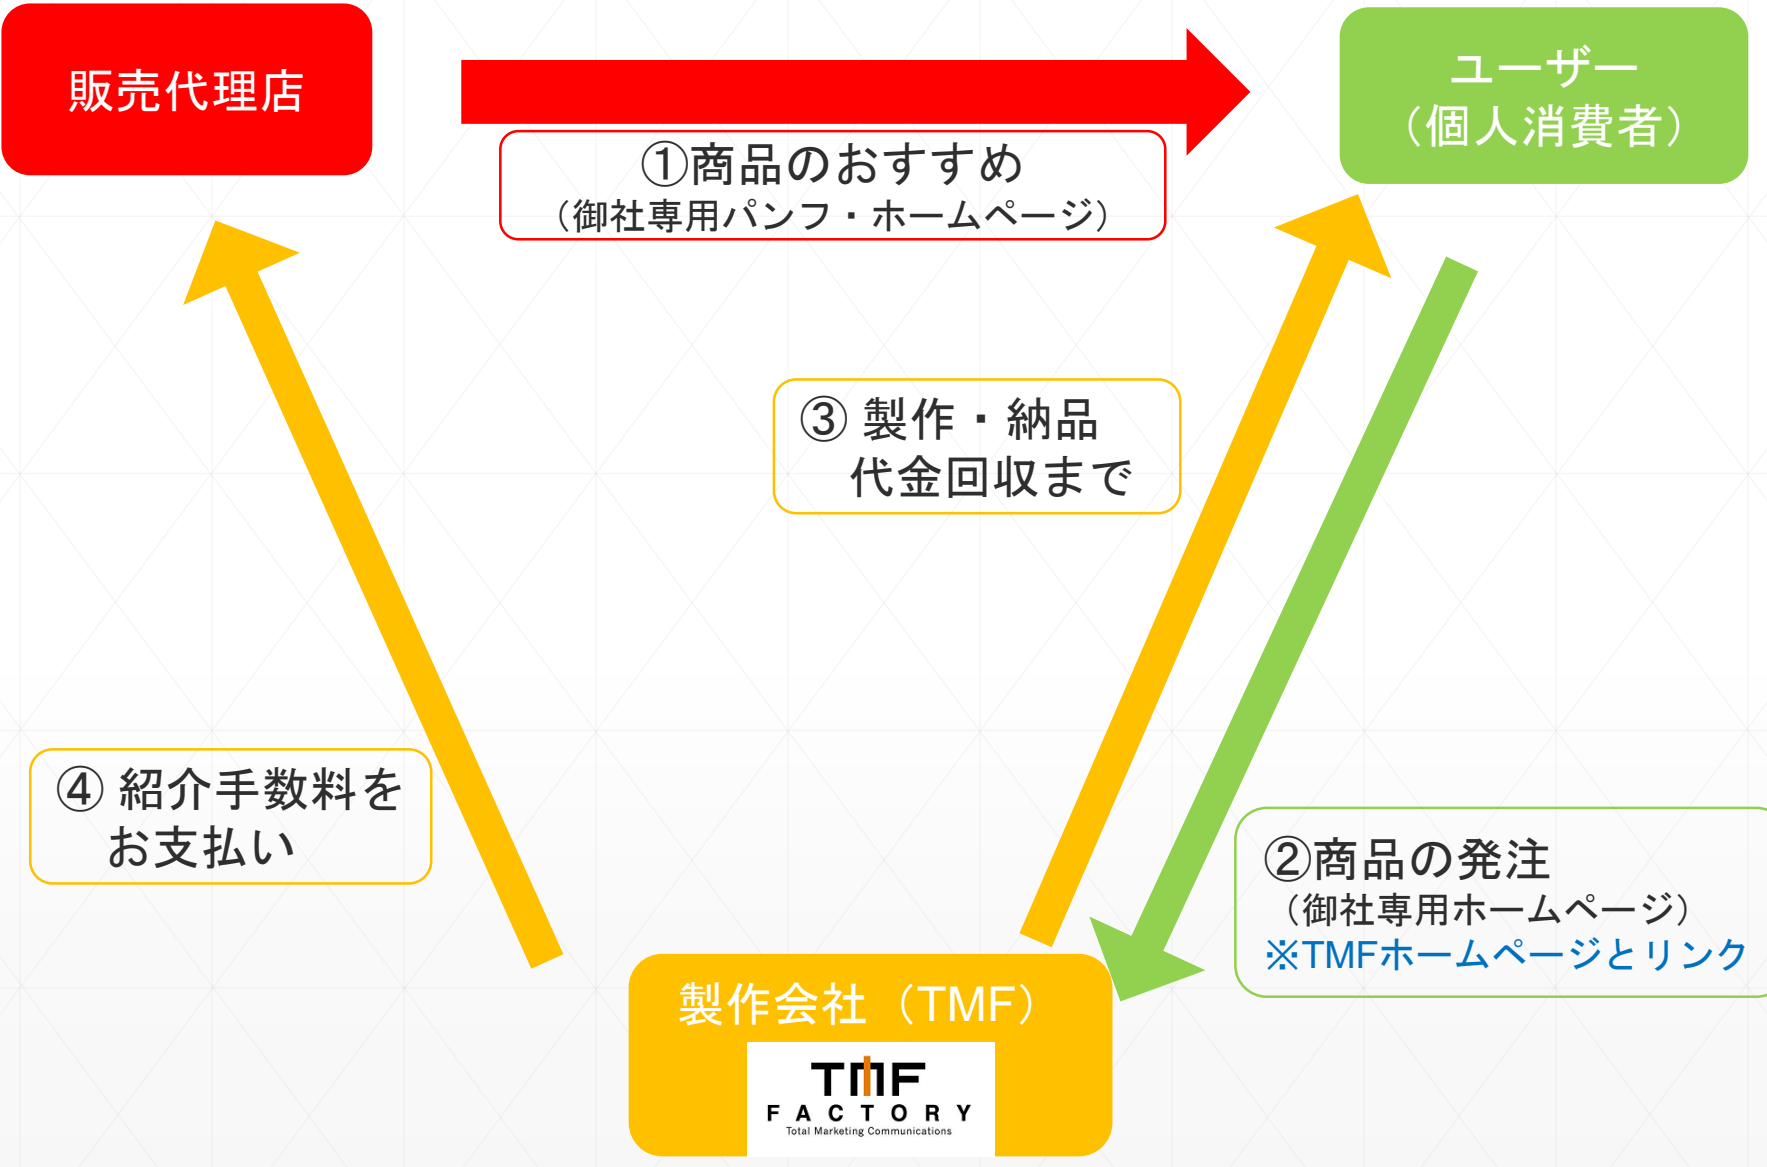 販売代理店
ユーザー
（個人消費者）
①商品のおすすめ
（御社専用パンフ・ホームページ）
③ 製作・納品
代金回収まで
④ 紹介手数料を
お支払い
②商品の発注
（御社専用ホームページ）
※TMFホームページとリンク
製作会社（TMF）
TMF
FACTORY
Total Marketing Communications